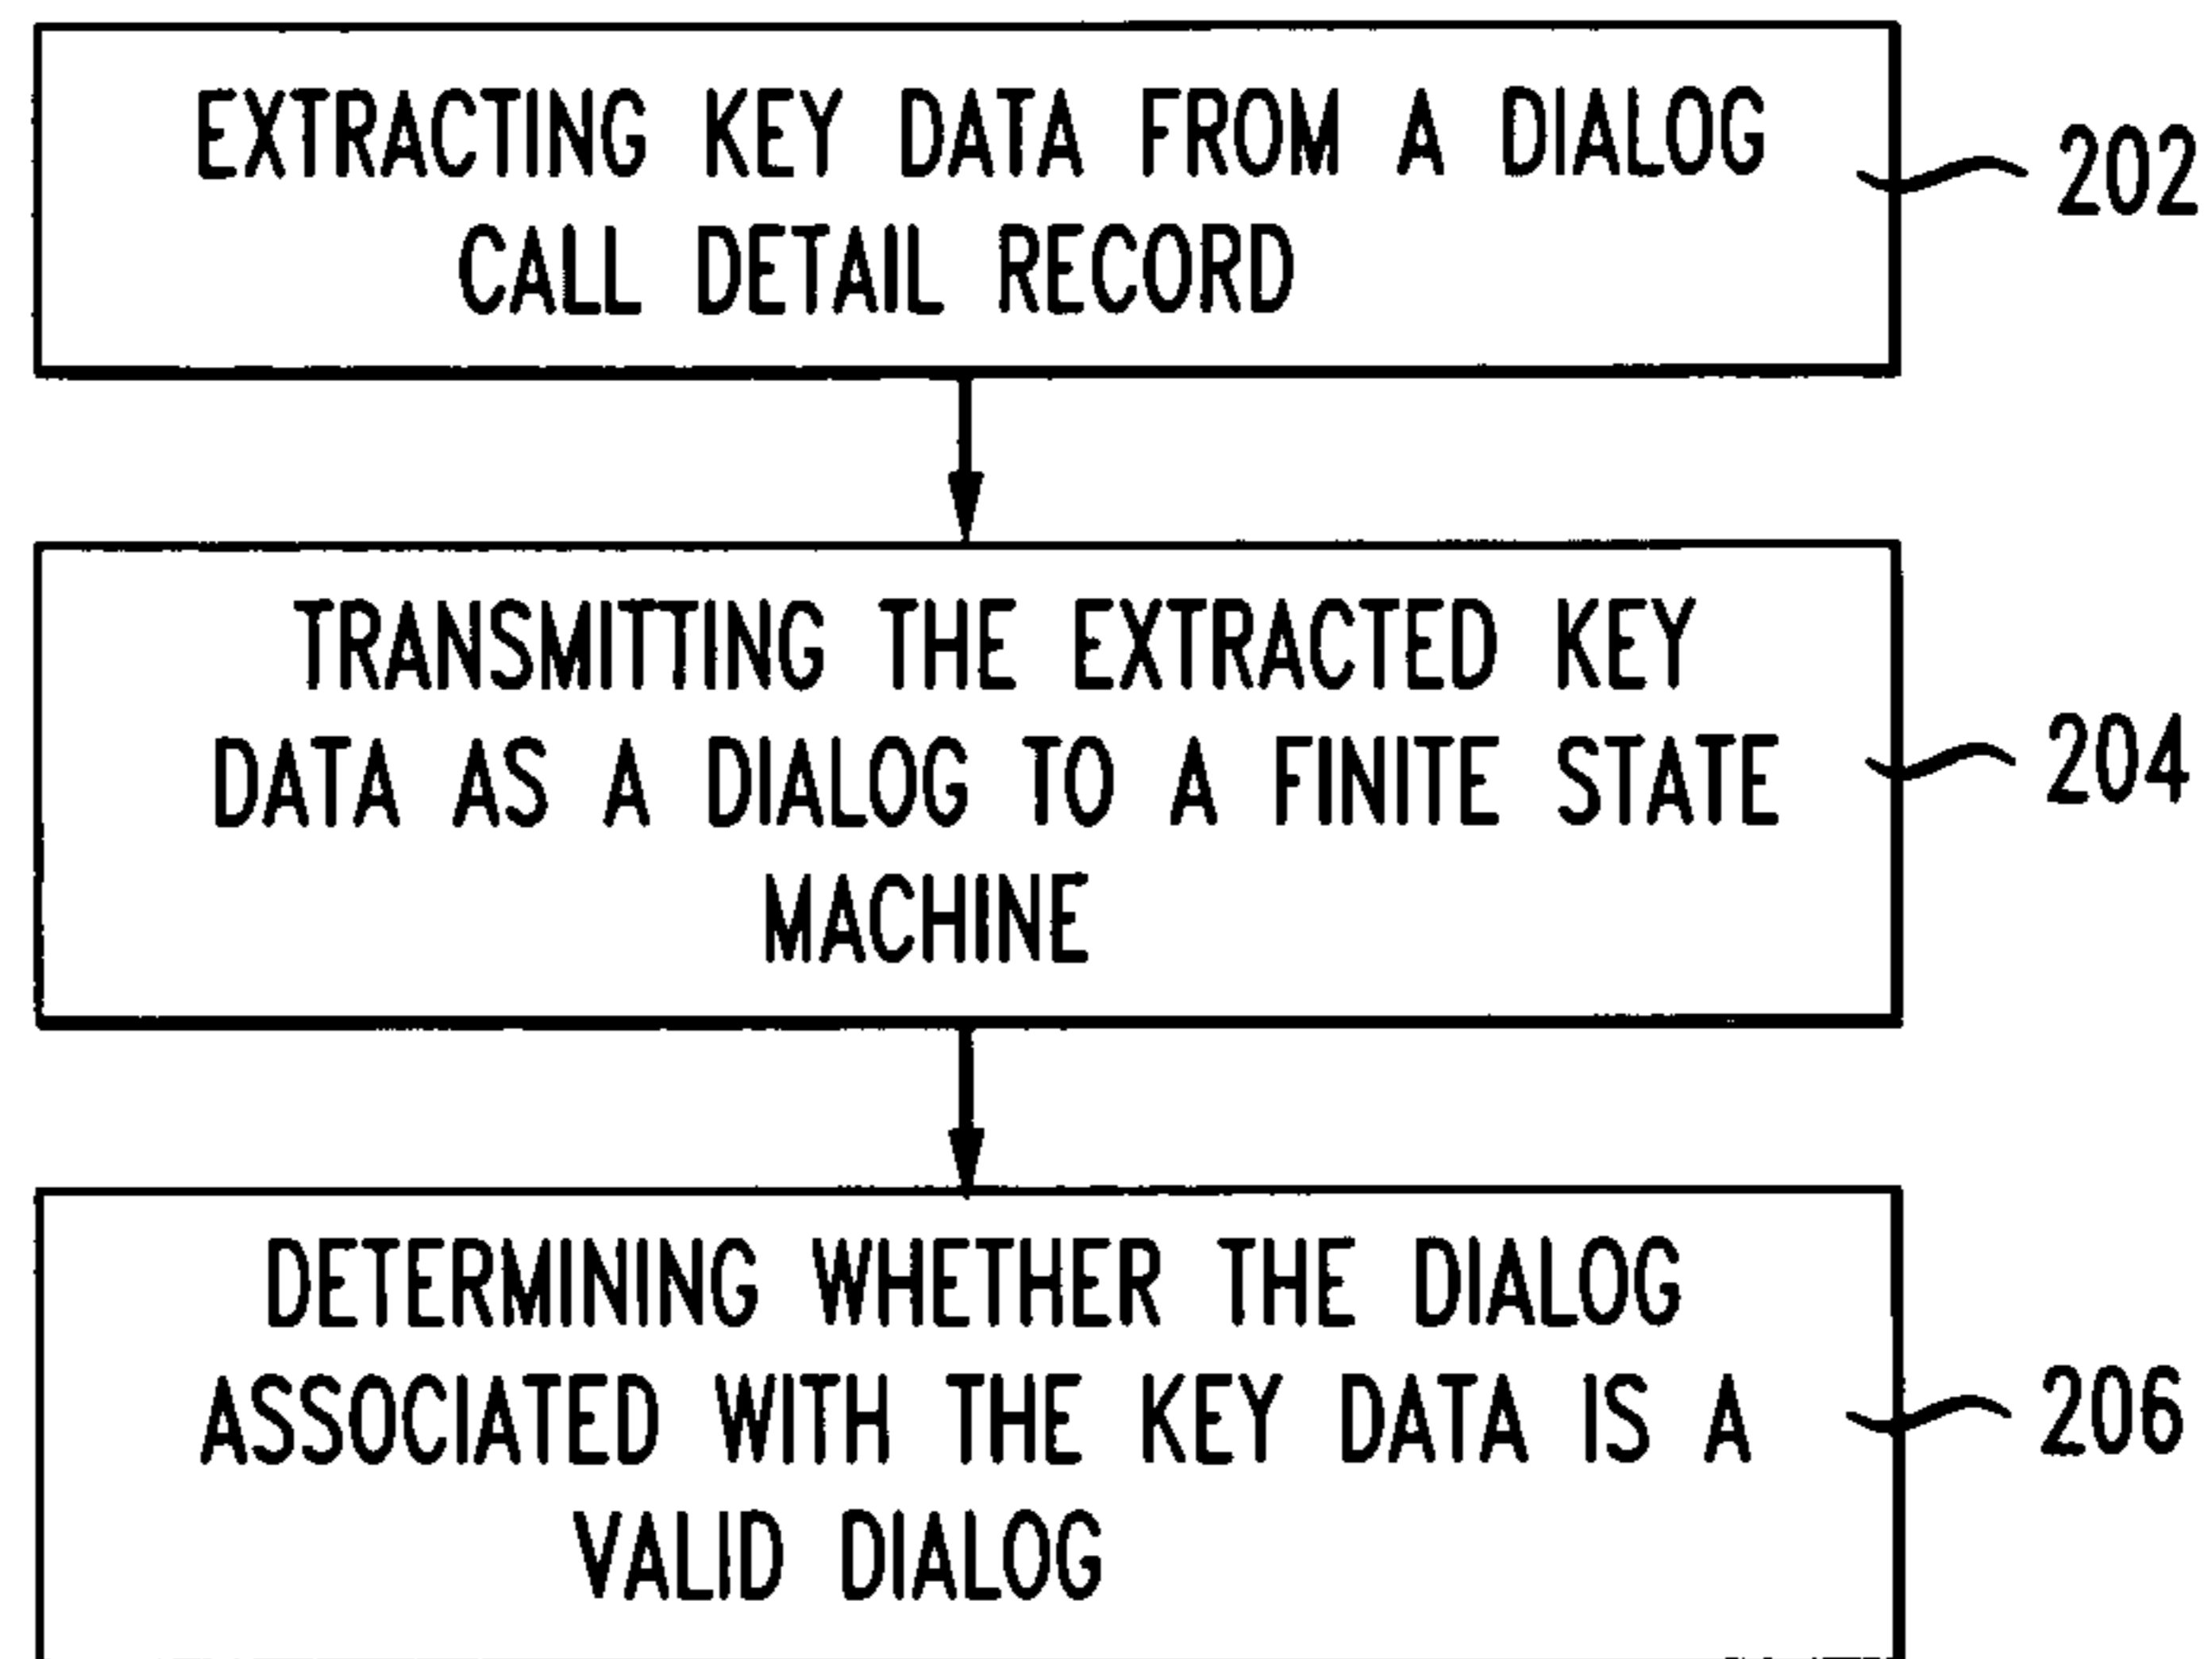 EXTRACTING KEY DATA FROM A DIALOG
CALL DETAIL RECORD
202
TRANSMITTING THE EXTRACTED KEY
DATA AS A DIALOG TO A FINITE STATE
MACHINE
204
DETERMINING WHETHER THE DIALOG
ASSOCIATED WITH THE KEY DATA IS A
VALID DIALOG
206